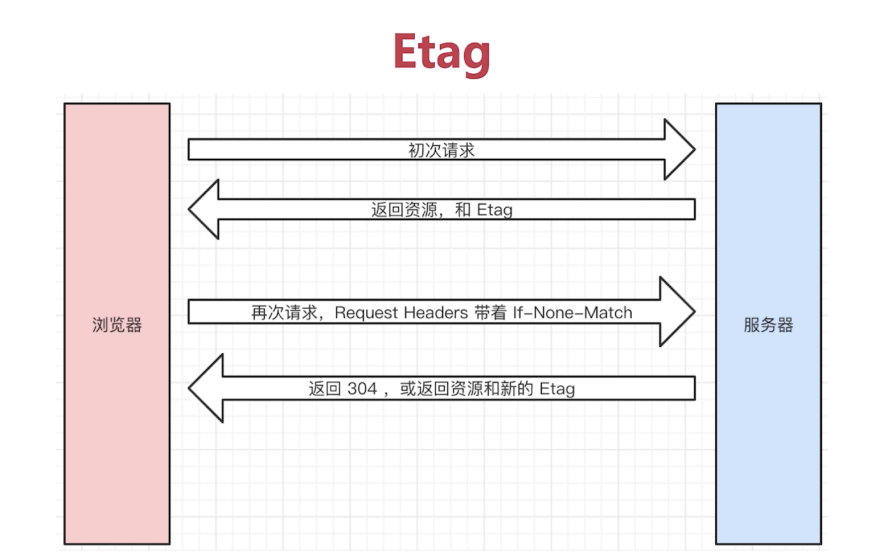 Etag
初次请求
返回资源，和 Etag
再次请求，Request Headers 带着 If-None-Match
浏览器
服务器
返回 304 ，或返回资源和新的 Etag